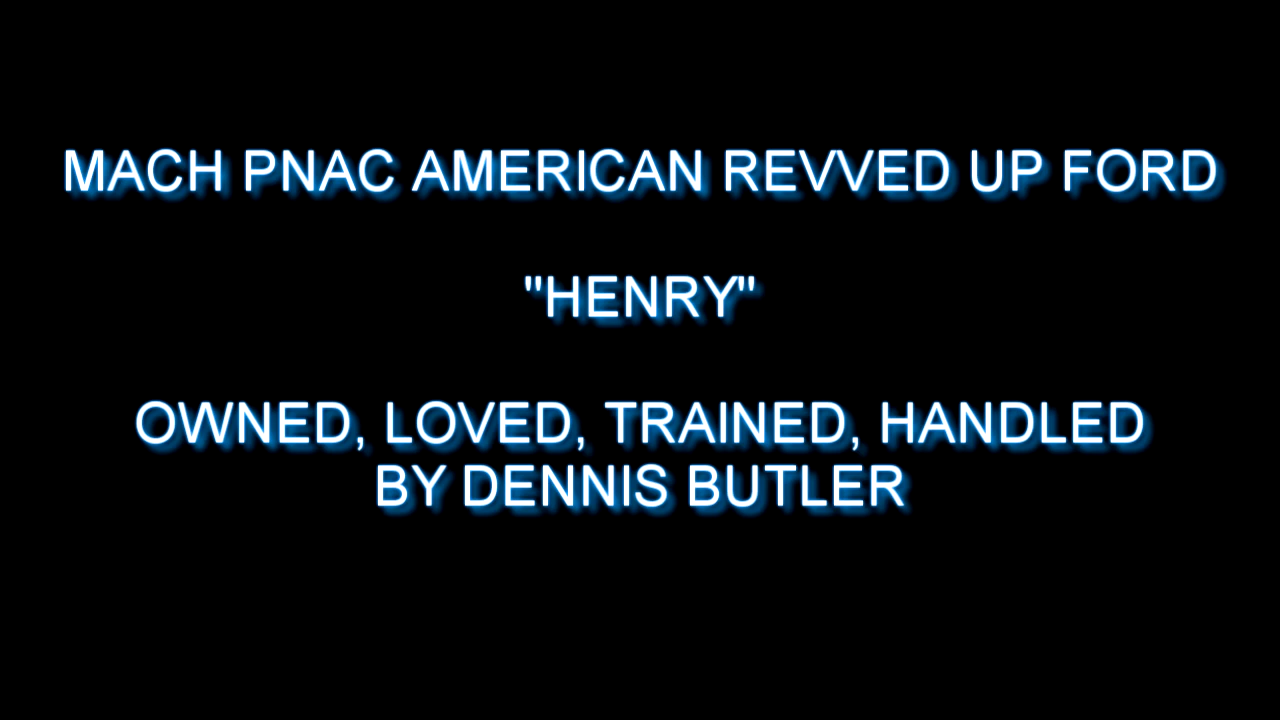 MACH PNAC AMERICAN REVVED UP FORD
"HENRY"
OWNED, LOVED, TRAINED, HANDLED
BY DENNIS BUTLER